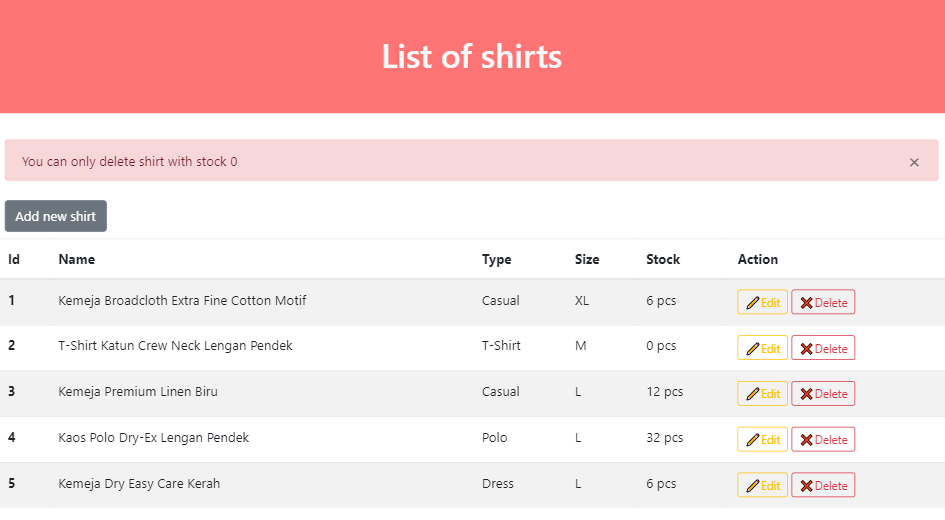 List of shirts
You can only delete shirt with stock 0 ×
Add new shirt
Id Name Type Size Stock Action
1 Kemeja Broadcloth Extra Fine Cotton Motif Casual XL 6 pcs Edit Delete
2 T-Shirt Katun Crew Neck Lengan Pendek T-Shirt M 0 pcs Edit Delete
3 Kemeja Premium Linen Biru Casual L 12 pcs Edit Delete
4 Kaos Polo Dry-Ex Lengan Pendek Polo L 32 pcs Edit Delete
5 Kemeja Dry Easy Care Kerah Dress L 6 pcs Edit Delete